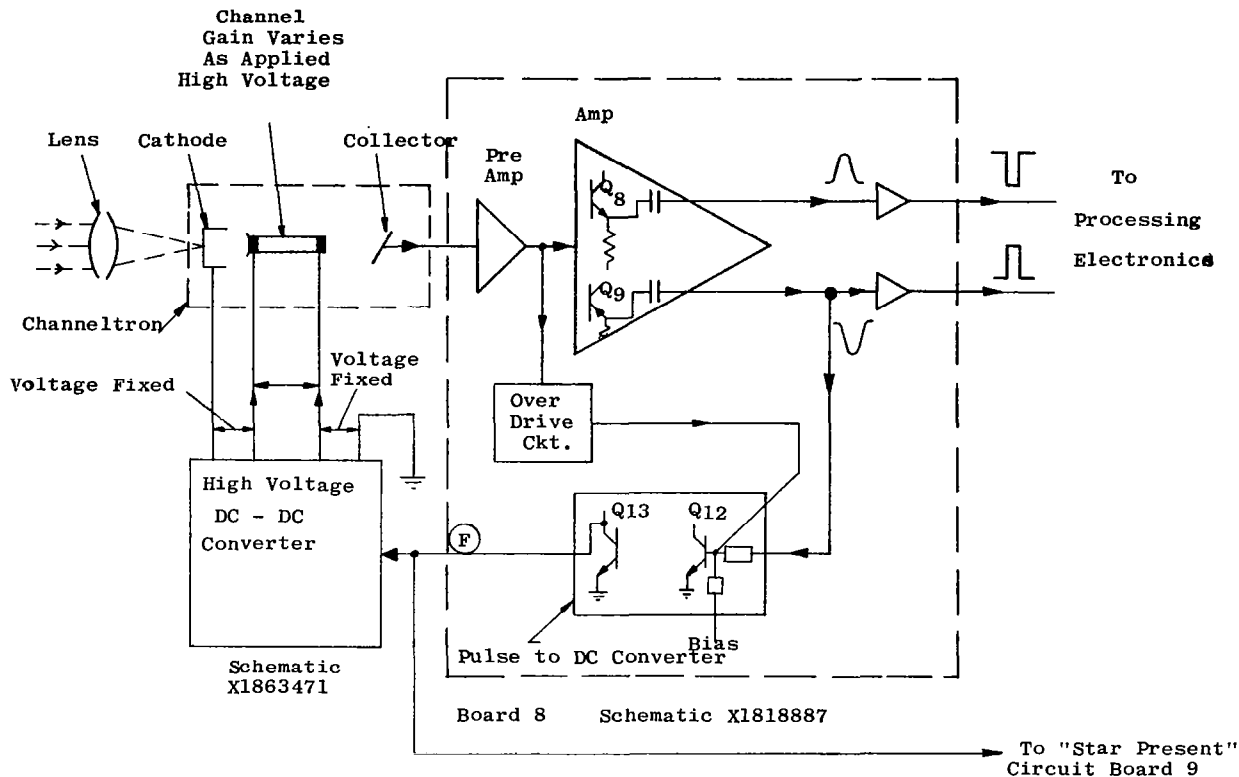 Channel
Gain Varies
As Applied
High Voltage
Lens
Cathode
Collector
Channeltron
Voltage Fixed
Voltage
Fixed
High Voltage
DC - DC
Converter
Schematic
X1863471
Pre
Amp
Amp
Q8
Q9
Over
Drive
Ckt.
Q13
Q12
F
Bias
Pulse to DC Converter
Board 8 Schematic X1818887
To
Processing
Electronics
To "Star Present"
Circuit Board 9